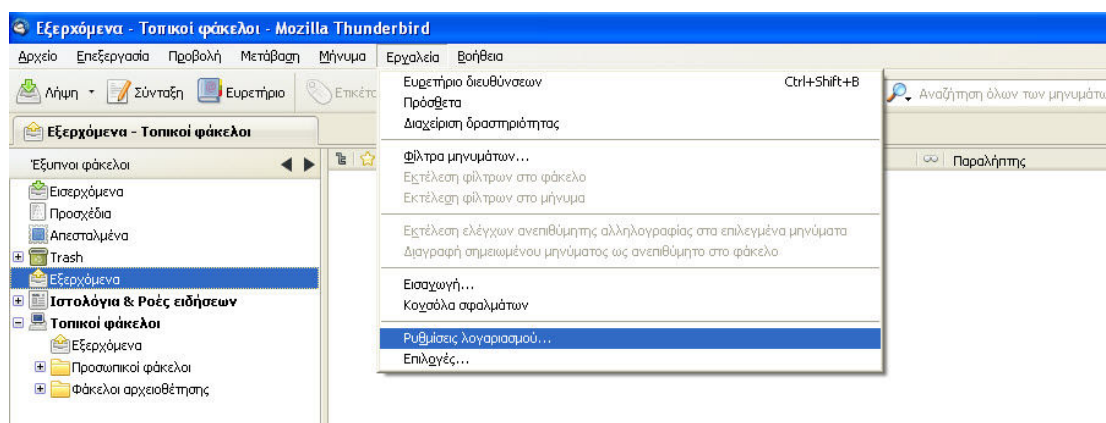 Εξερχόμενα - Τοπικοί φάκελοι - Mozilla Thunderbird
Αρχείο Επεξεργασία Προβολή Μετάβαση Μήνυμα Εργαλεία Βοήθεια
Λήψη Σύνταξη Ευρετήριο Ετικέτ
Αναζήτηση όλων των μηνυμάτ
Εξερχόμενα - Τοπικοί φάκελοι
Έξυπνοι φάκελοι
Παραλήπτης
Εισερχόμενα
Προσχέδια
Απεσταλμένα
Trash
Εξερχόμενα
Ιστολόγια & Ροές ειδήσεων
Τοπικοί φάκελοι
Εξερχόμενα
Προσωπικοί φάκελοι
Φάκελοι αρχειοθέτησης
Ευρετήριο διευθύνσεων Ctrl+Shift+B
Πρόσθετα
Διαχείριση δραστηριότητας
Φίλτρα μηνυμάτων...
Εκτέλεση φίλτρων στο φάκελο
Εκτέλεση φίλτρων στο μήνυμα
Εκτέλεση ελέγχων ανεπιθύμητης αλληλογραφίας στα επιλεγμένα μηνύματα
Διαγραφή σημειωμένου μηνύματος ως ανεπιθύμητο στο φάκελο
Εισαγωγή...
Κονσόλα σφαλμάτων
Ρυθμίσεις λογαριασμού...
Επιλογές...